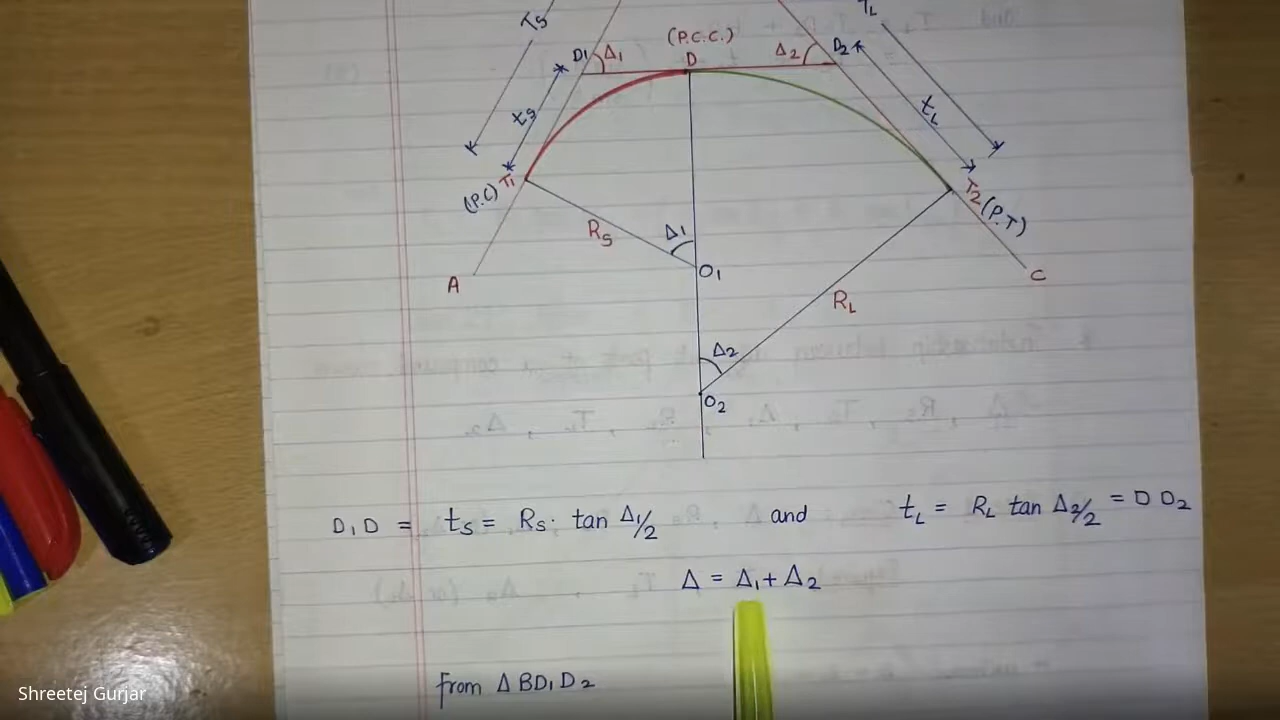 Ts
TL
(P.C.C.)
D1 Δ1 D Δ2 D2
ts
tL
T1
(P.C)
T2 (P.T)
Rs
Δ1
O1
A
C
RL
Δ2
O2
D1D = ts = Rs. tan Δ1/2 and tL = RL tan Δ2/2 = D D2
Δ = Δ1 + Δ2
From Δ BD1D2
Shreetej Gurjar